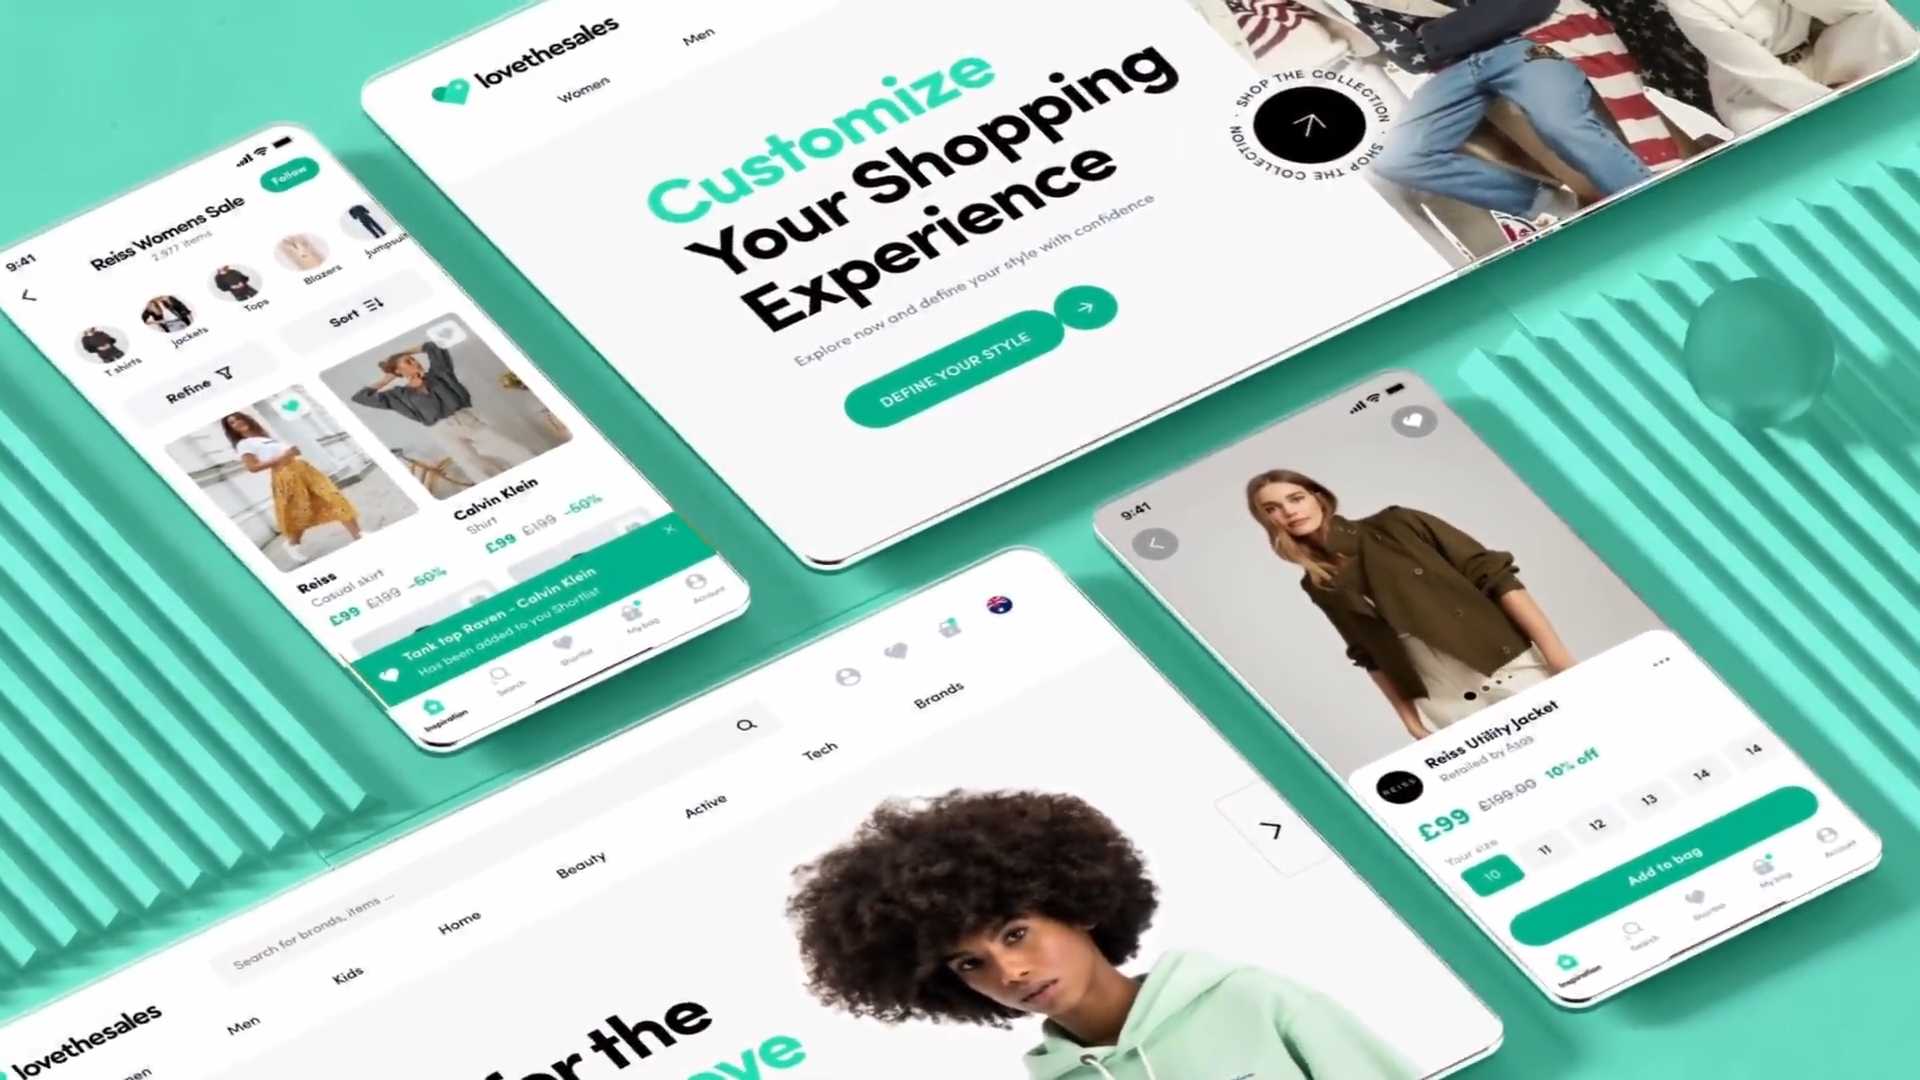 lovethesales
Women
Men
Customize
Your Shopping
Experience
Explore now and define your style with confidence
DEFINE YOUR STYLE
SHOP THE COLLECTION · SHOP THE COLLECTION ·
9:41
Follow
Reiss Womens Sale
2,977 items
T shirts
Jackets
Tops
Blazers
Refine
Sort
Reiss
Casual skirt
£99 £199 -50%
Calvin Klein
Shirt
£99 £199 -50%
Tank top Raven - Calvin Klein
Has been added to you Shortlist
Inspiration
Search
Shortlist
My bag
Account
9:41
REISS
Reiss Utility Jacket
Retailed by Asos
£99 £199.00 10% off
Your size
10 11 12 13 14 14
Add to bag
Inspiration
Search
Shortlist
My bag
Account
lovethesales
Search for brands, items ...
Men
Kids
Home
Beauty
Active
Tech
Brands
for the